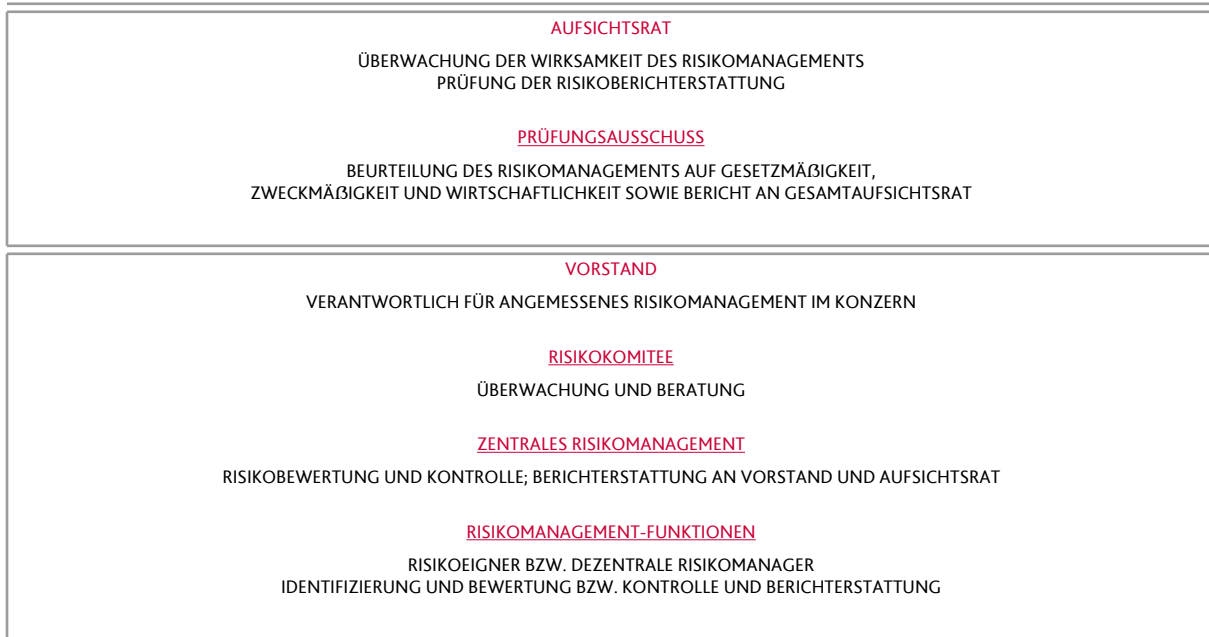 AUFSICHTSRAT
ÜBERWACHUNG DER WIRKSAMKEIT DES RISIKOMANAGEMENTS
PRÜFUNG DER RISIKOBERICHTERSTATTUNG
PRÜFUNGSAUSSCHUSS
BEURTEILUNG DES RISIKOMANAGEMENTS AUF GESETZMÄßIGKEIT,
ZWECKMÄßIGKEIT UND WIRTSCHAFTLICHKEIT SOWIE BERICHT AN GESAMTAUFSICHTSRAT
VORSTAND
VERANTWORTLICH FÜR ANGEMESSENES RISIKOMANAGEMENT IM KONZERN
RISIKOKOMITEE
ÜBERWACHUNG UND BERATUNG
ZENTRALES RISIKOMANAGEMENT
RISIKOBEWERTUNG UND KONTROLLE; BERICHTERSTATTUNG AN VORSTAND UND AUFSICHTSRAT
RISIKOMANAGEMENT-FUNKTIONEN
RISIKOEIGNER BZW. DEZENTRALE RISIKOMANAGER
IDENTIFIZIERUNG UND BEWERTUNG BZW. KONTROLLE UND BERICHTERSTATTUNG